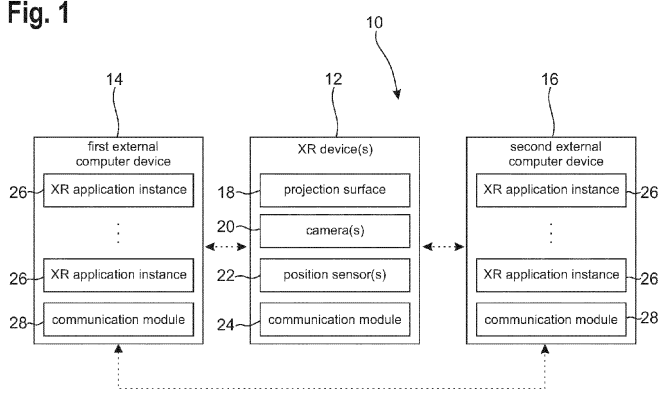 Fig. 1
10
14
12
16
first external
computer device
XR device(s)
second external
computer device
26
XR application instance
18
projection surface
XR application instance
26
20
camera(s)
26
XR application instance
22
position sensor(s)
XR application instance
26
28
communication module
24
communication module
communication module
28